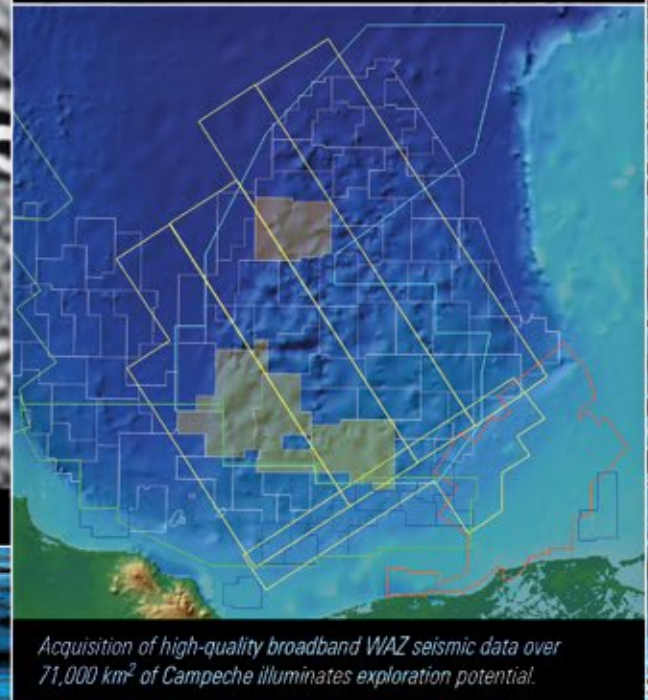 Acquisition of high-quality broadband WAZ seismic data over
71,000 km² of Campeche illuminates exploration potential.